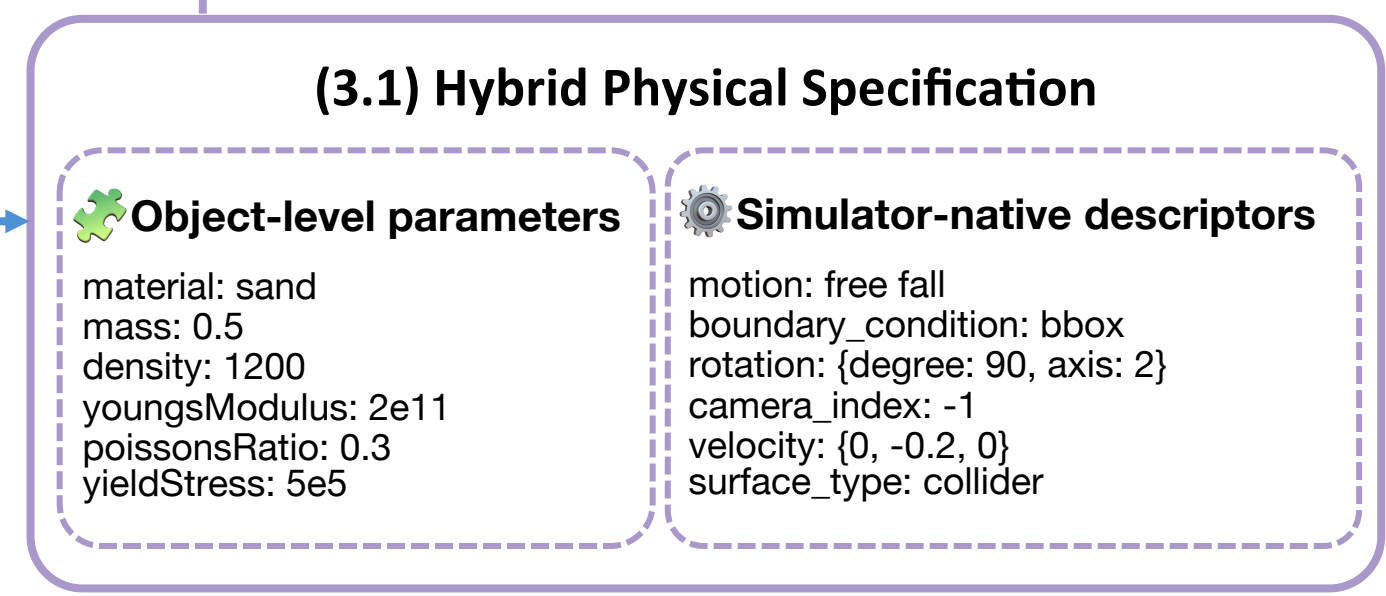 (3.1) Hybrid Physical Specification
Object-level parameters
material: sand
mass: 0.5
density: 1200
youngsModulus: 2e11
poissonsRatio: 0.3
yieldStress: 5e5
Simulator-native descriptors
motion: free fall
boundary_condition: bbox
rotation: {degree: 90, axis: 2}
camera_index: -1
velocity: {0, -0.2, 0}
surface_type: collider